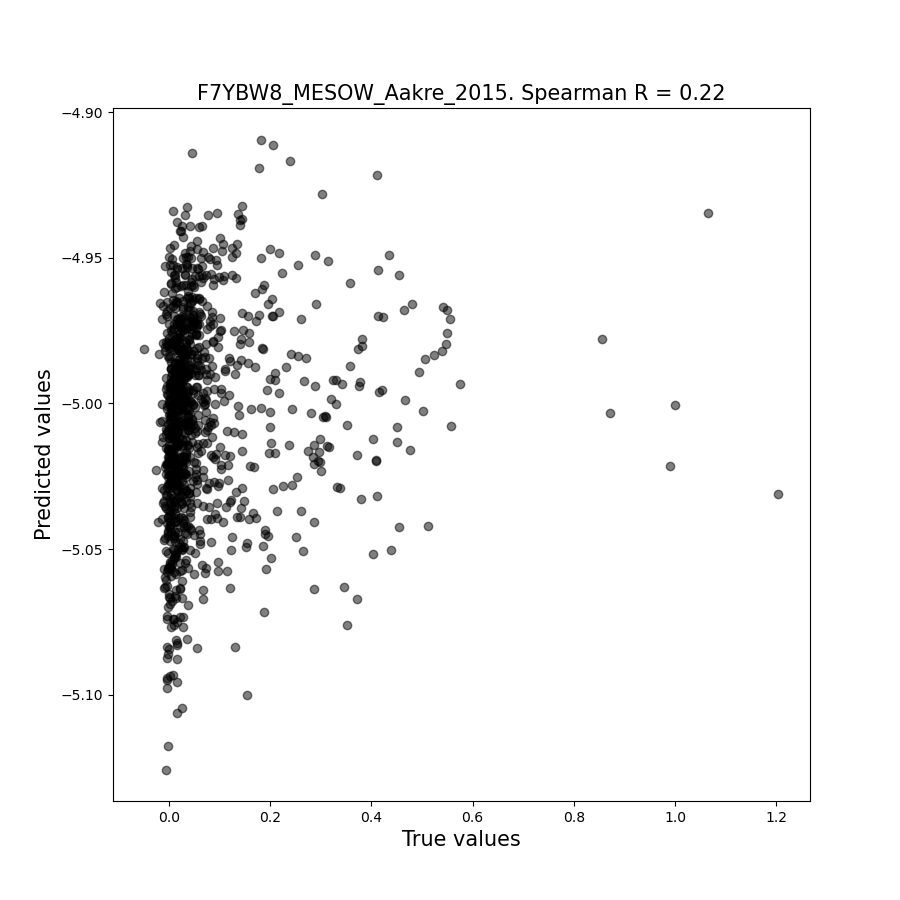 F7YBW8_MESOW_Aakre_2015. Spearman R = 0.22
−4.90
−4.95
−5.00
−5.05
−5.10
Predicted values
0.0 0.2 0.4 0.6 0.8 1.0 1.2
True values